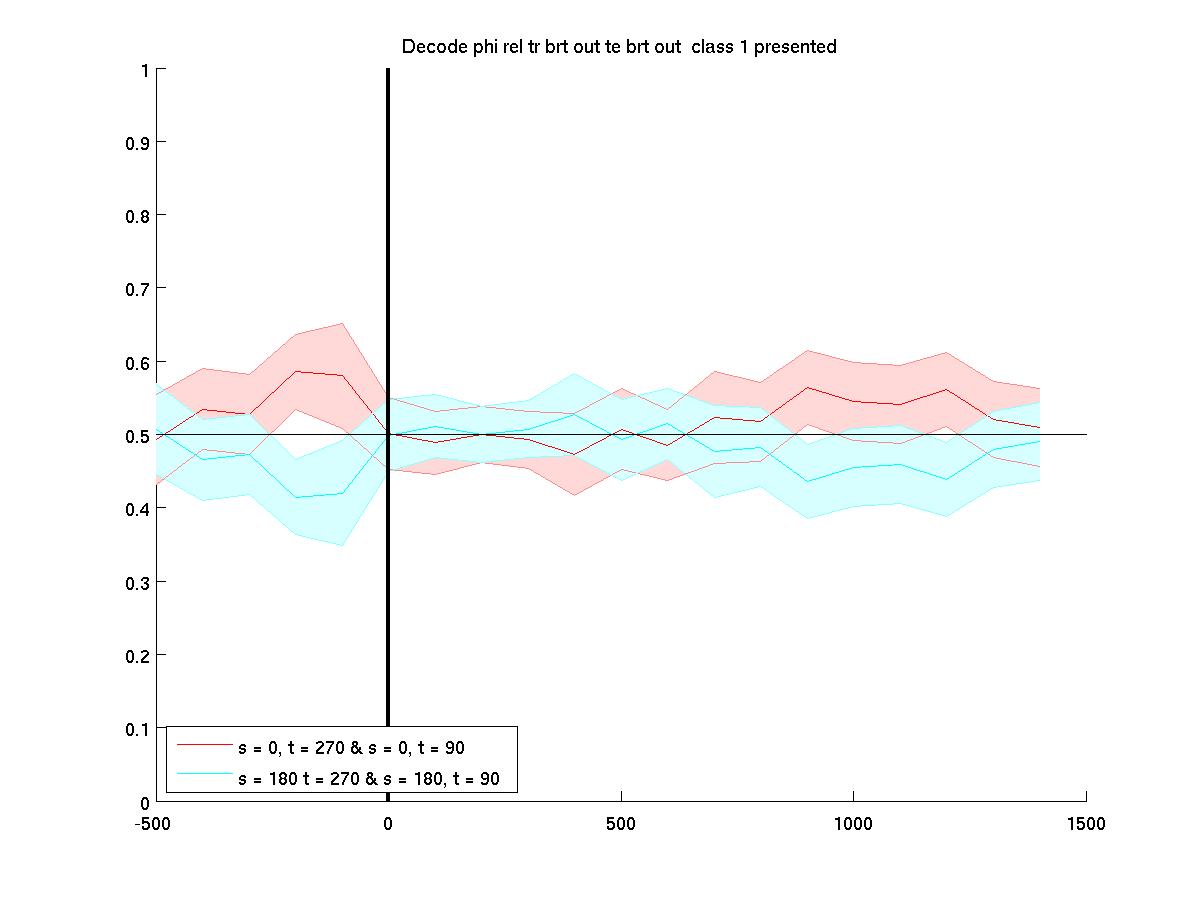 Decode phi rel tr brt out te brt out  class 1 presented
1
0.9
0.8
0.7
0.6
0.5
0.4
0.3
0.2
0.1
0
s = 0, t = 270 & s = 0, t = 90
s = 180 t = 270 & s = 180, t = 90
-500 0 500 1000 1500